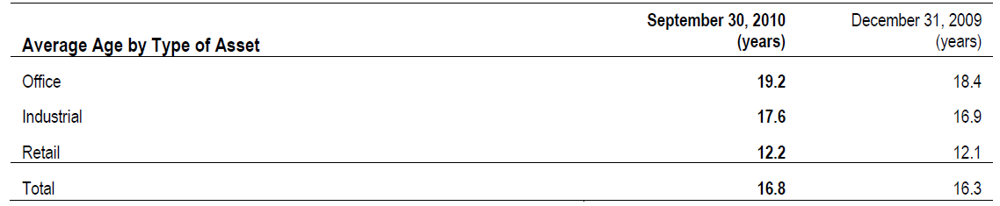 September 30, 2010 December 31, 2009
Average Age by Type of Asset (years) (years)
Office 19.2 18.4
Industrial 17.6 16.9
Retail 12.2 12.1
Total 16.8 16.3